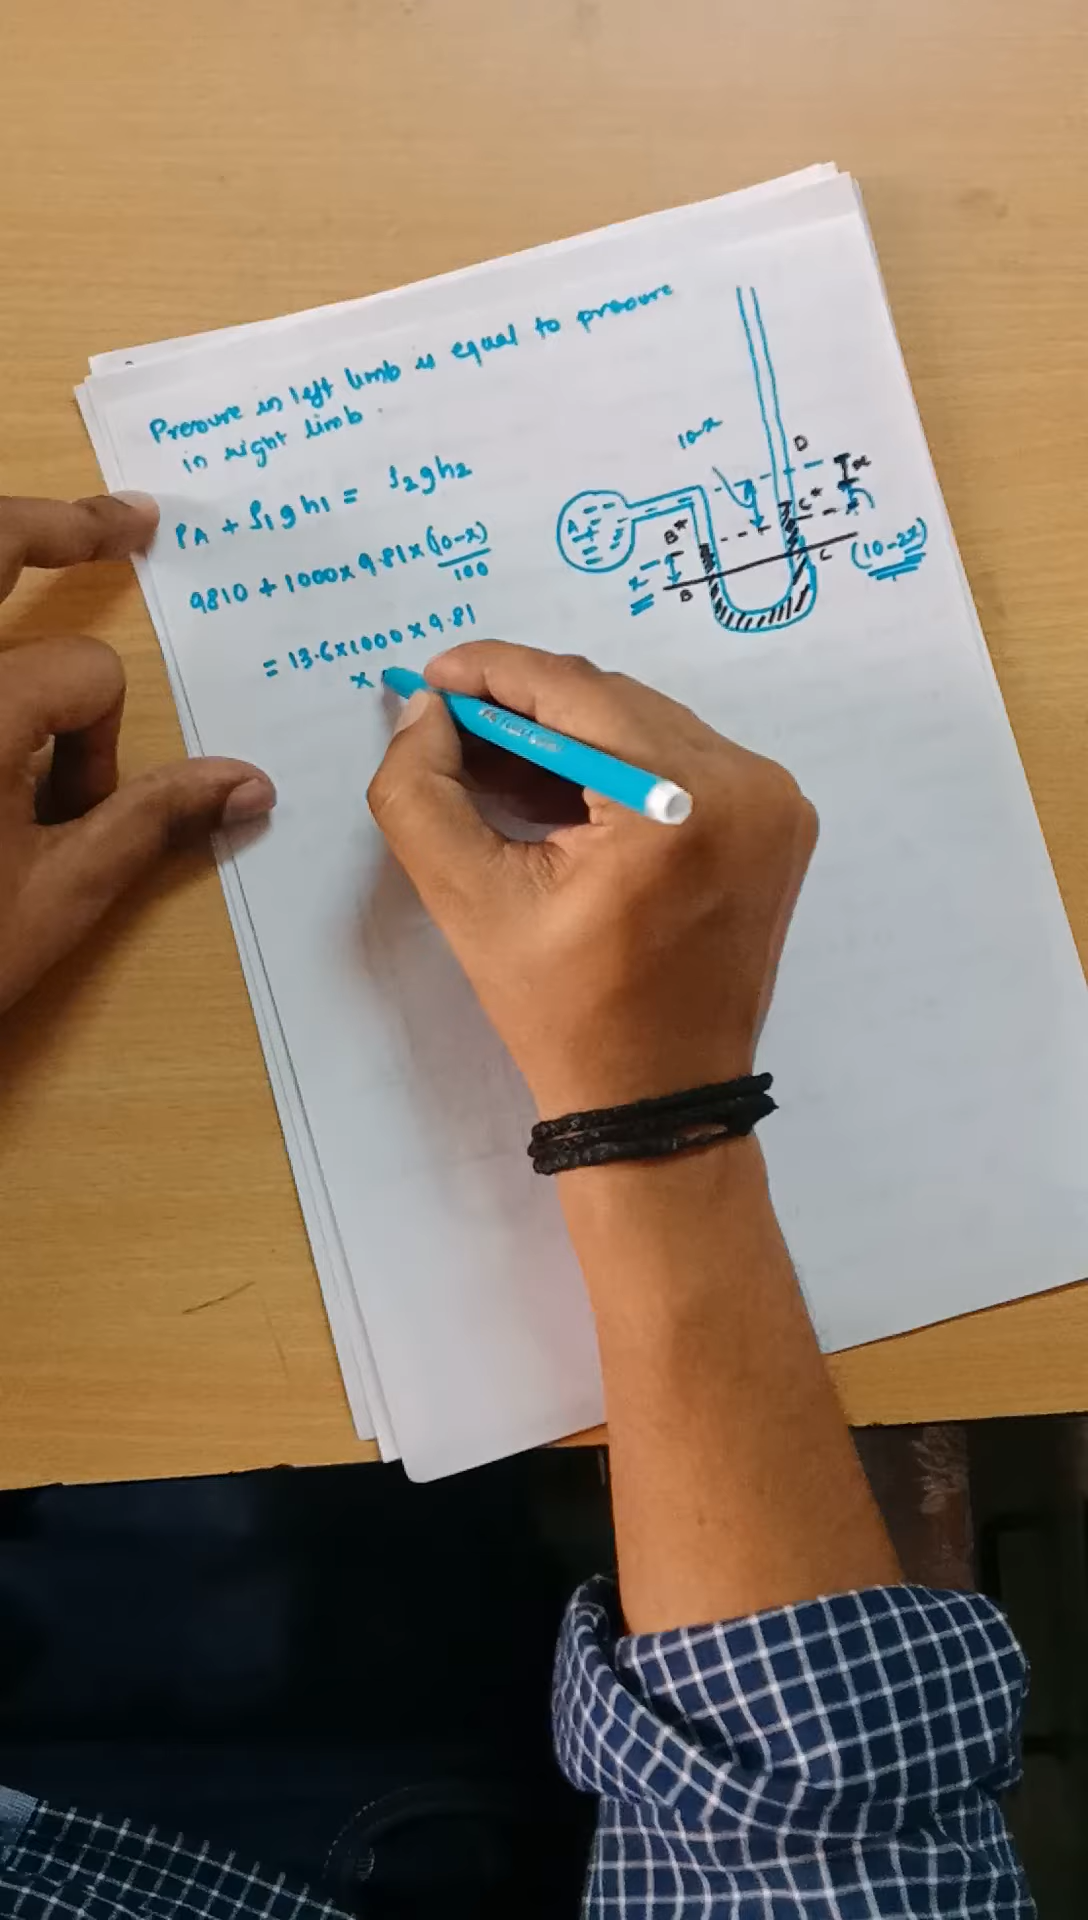 Pressure in left limb is equal to pressure
in right limb.
PA + ρ1gh1 = ρ2gh2
9810 + 1000 × 9.81 × (10-x)/100
= 13.6 × 1000 × 9.81
×
10-x
D
x
A
B*
C*
x
B
C
(10-2x)